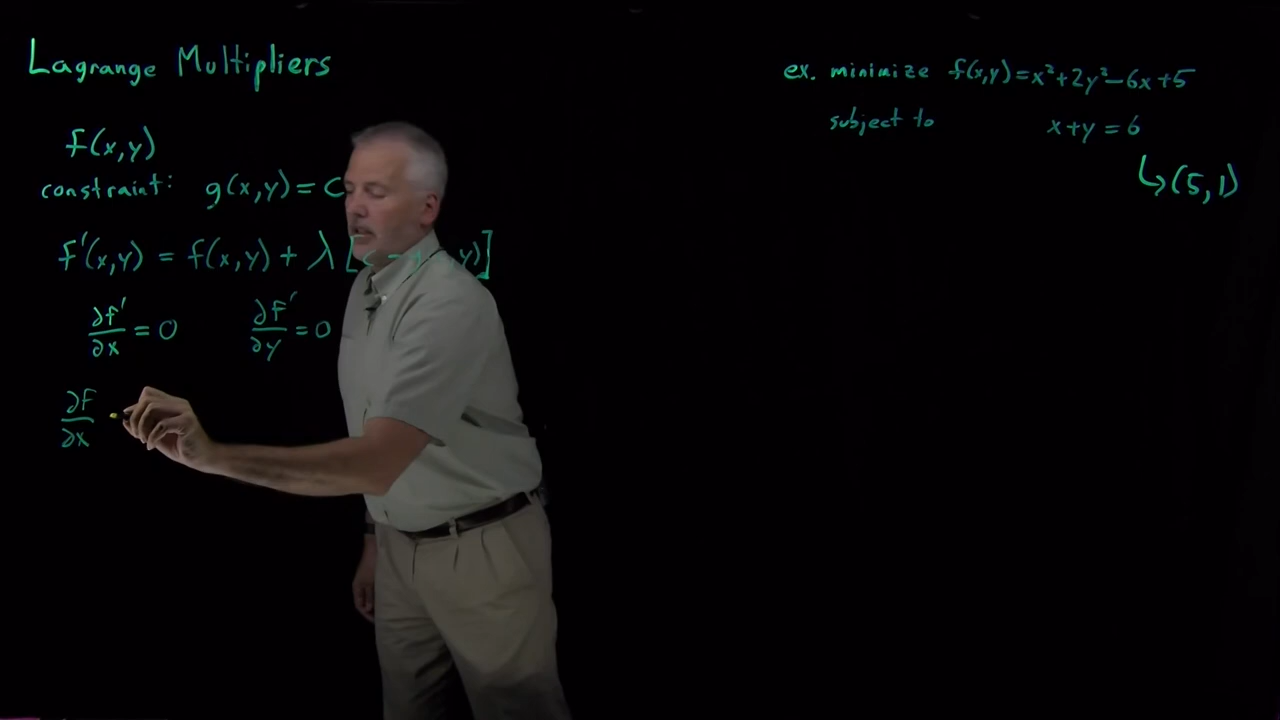 Lagrange Multipliers
f(x,y)
constraint: g(x,y) = c
f'(x,y) = f(x,y) + λ [c - y)]
∂f'/∂x = 0 ∂f'/∂y = 0
∂f/∂x
ex. minimize f(x,y) = x² + 2y² − 6x + 5
subject to x + y = 6
↳ (5,1)